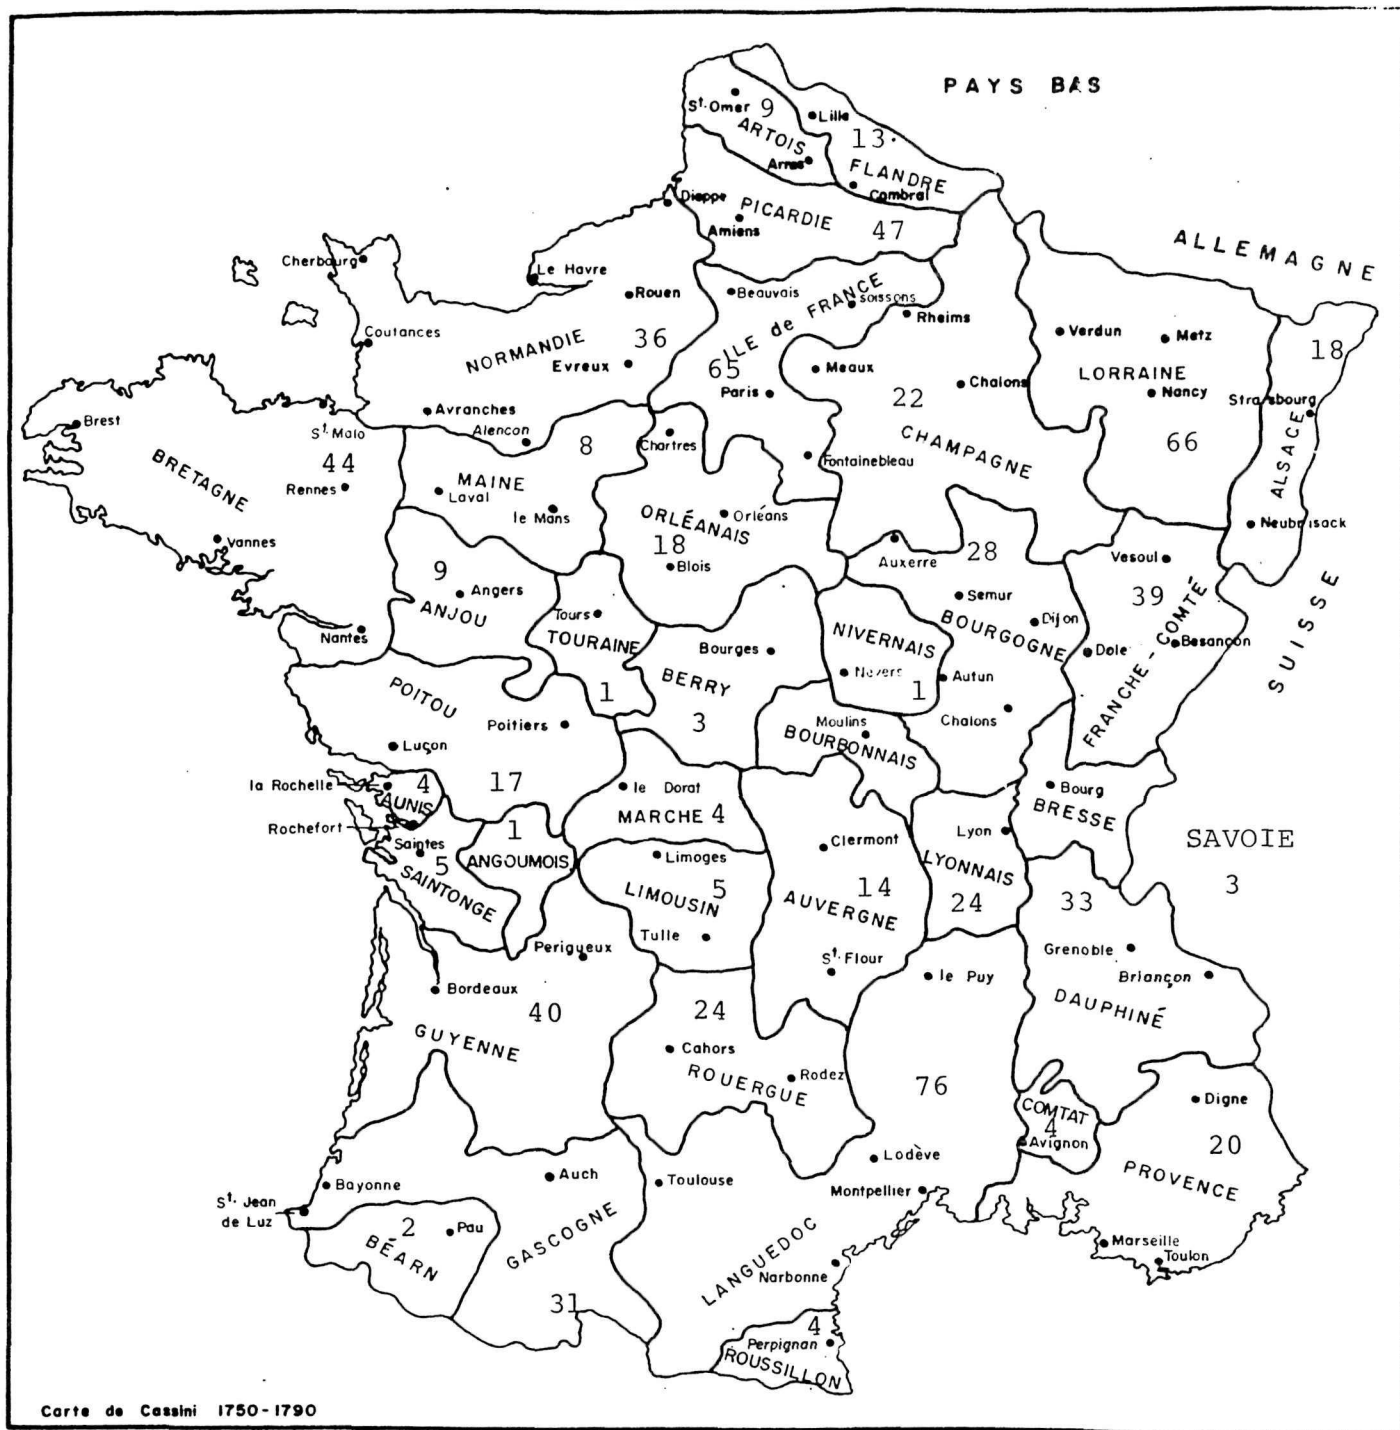 PAYS BAS
St. Omer
9
Lille
ARTOIS
13
Arras
FLANDRE
Cambrai
Dieppe
PICARDIE
Amiens
47
ALLEMAGNE
Cherbourg
Le Havre
Beauvais
Soissons
ILE de FRANCE
Rouen
Rheims
Coutances
NORMANDIE
36
Evreux
65
Paris
Meaux
22
Chalons
CHAMPAGNE
Verdun
Metz
LORRAINE
Nancy
66
18
Strasbourg
ALSACE
Neubrisack
Brest
St. Malo
Avranches
Alencon
8
Chartres
Fontainebleau
BRETAGNE
44
Rennes
Vannes
MAINE
Laval
le Mans
ORLÉANAIS
Orléans
18
Blois
Auxerre
28
Semur
Dijon
BOURGOGNE
Vesoul
39
FRANCHE-COMTÉ
Besançon
Dole
SUISSE
9
Angers
ANJOU
Tours
TOURAINE
1
Nantes
Bourges
BERRY
3
NIVERNAIS
Nevers
1
Autun
Chalons
POITOU
Poitiers
Luçon
17
Moulins
BOURBONNAIS
la Rochelle
4
AUNIS
Rochefort
Saintes
5
SAINTONGE
1
ANGOUMOIS
le Dorat
MARCHE 4
Limoges
5
LIMOUSIN
Tulle
Clermont
14
AUVERGNE
St. Flour
Lyon
LYONNAIS
24
Bourg
BRESSE
SAVOIE
3
33
Grenoble
Briançon
DAUPHINÉ
Perigueux
Bordeaux
40
GUYENNE
24
Cahors
ROUERGUE
Rodez
le Puy
76
COMTAT
4
Avignon
Digne
20
PROVENCE
Marseille
Toulon
Lodève
Montpellier
Bayonne
St. Jean
de Luz
2
Pau
BÉARN
Auch
GASCOGNE
31
Toulouse
LANGUEDOC
Narbonne
4
Perpignan
ROUSSILLON
Carte de Cassini 1750-1790